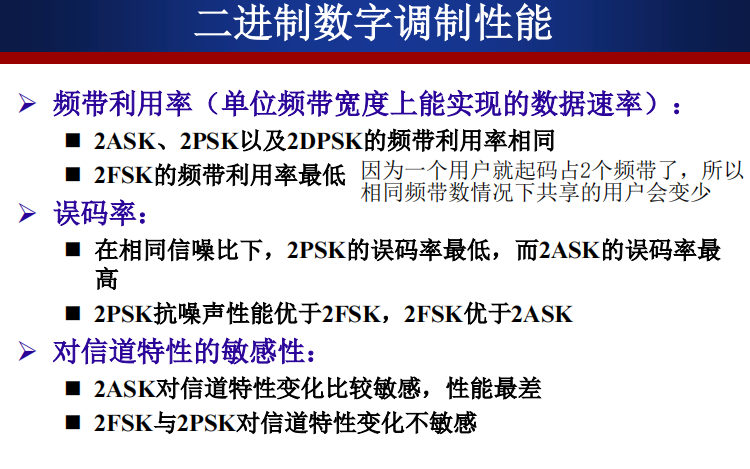 二进制数字调制性能
➢ 频带利用率（单位频带宽度上能实现的数据速率）：
■ 2ASK、2PSK以及2DPSK的频带利用率相同
■ 2FSK的频带利用率最低
因为一个用户就起码占2个频带了，所以
相同频带数情况下共享的用户会变少
➢ 误码率：
■ 在相同信噪比下，2PSK的误码率最低，而2ASK的误码率最
高
■ 2PSK抗噪声性能优于2FSK，2FSK优于2ASK
➢ 对信道特性的敏感性：
■ 2ASK对信道特性变化比较敏感，性能最差
■ 2FSK与2PSK对信道特性变化不敏感